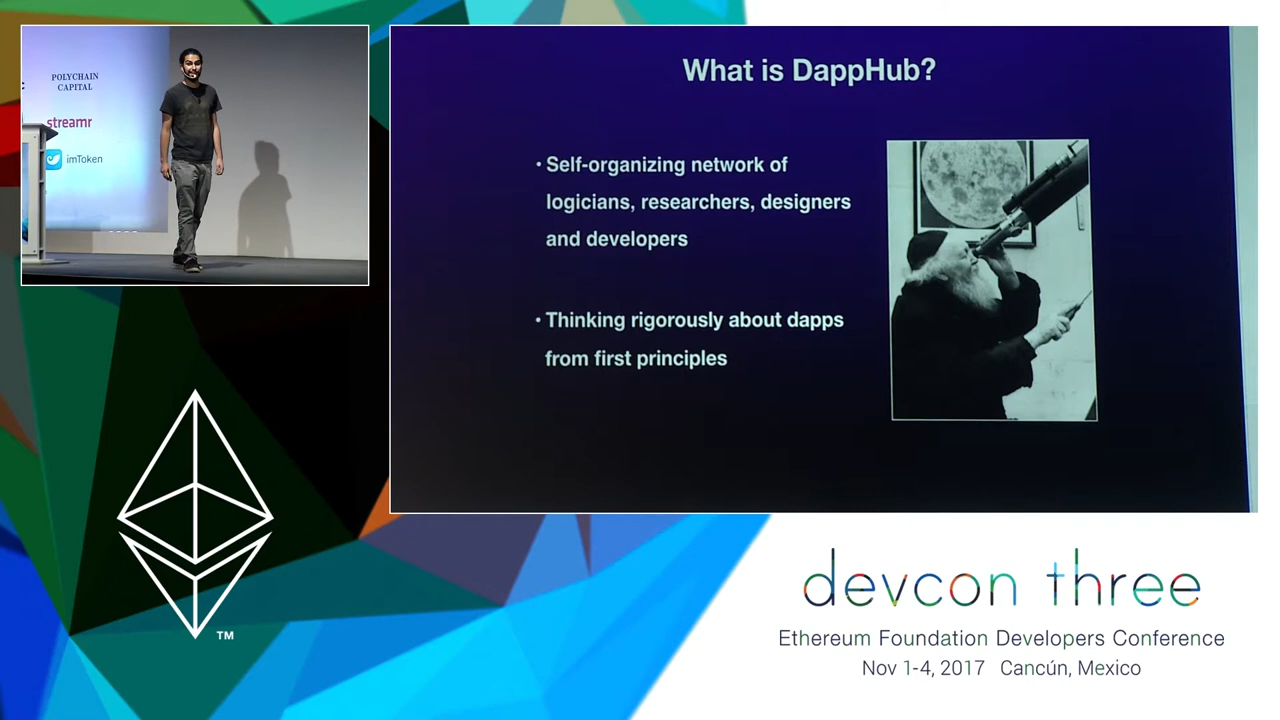 POLYCHAIN
CAPITAL
streamr
imToken
What is DappHub?
• Self-organizing network of
logicians, researchers, designers
and developers
• Thinking rigorously about dapps
from first principles
TM
devcon three
Ethereum Foundation Developers Conference
Nov 1-4, 2017 Cancún, Mexico